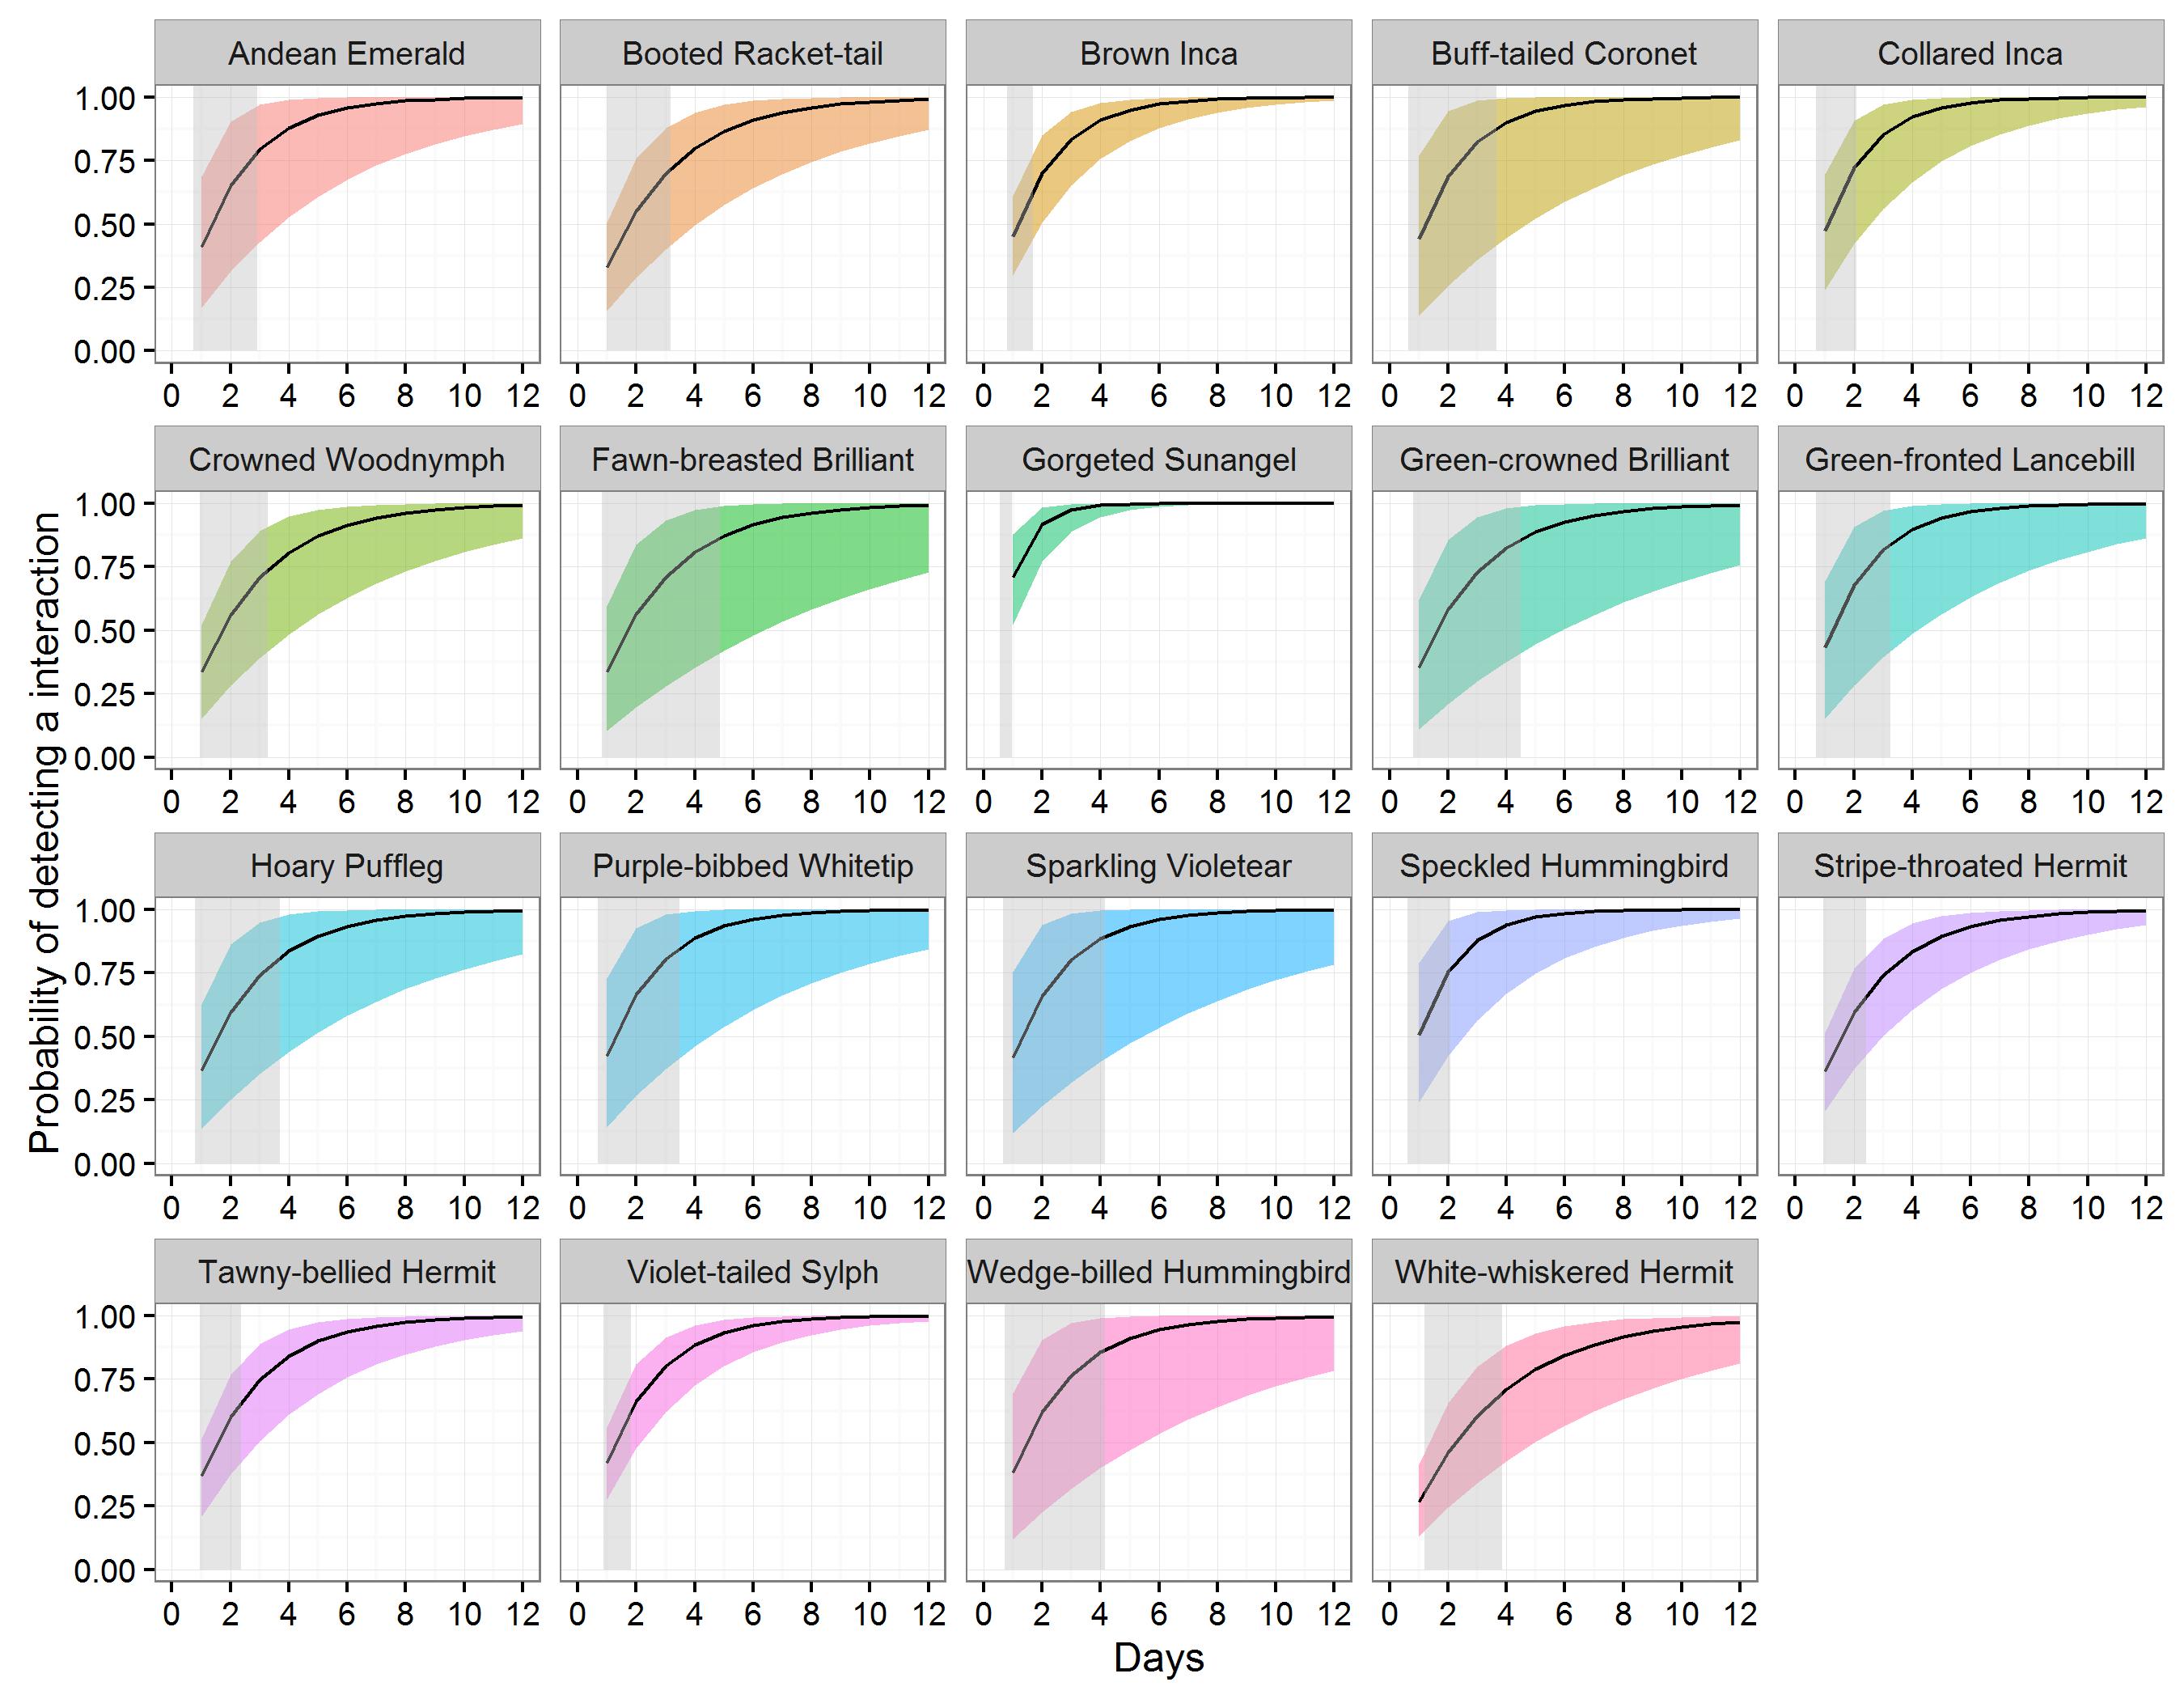 Andean Emerald Booted Racket-tail Brown Inca Buff-tailed Coronet Collared Inca
1.00
0.75
0.50
0.25
0.00
0 2 4 6 8 10 12 0 2 4 6 8 10 12 0 2 4 6 8 10 12 0 2 4 6 8 10 12 0 2 4 6 8 10 12
Crowned Woodnymph Fawn-breasted Brilliant Gorgeted Sunangel Green-crowned Brilliant Green-fronted Lancebill
1.00
0.75
0.50
0.25
0.00
0 2 4 6 8 10 12 0 2 4 6 8 10 12 0 2 4 6 8 10 12 0 2 4 6 8 10 12 0 2 4 6 8 10 12
Probability of detecting a interaction
Hoary Puffleg Purple-bibbed Whitetip Sparkling Violetear Speckled Hummingbird Stripe-throated Hermit
1.00
0.75
0.50
0.25
0.00
0 2 4 6 8 10 12 0 2 4 6 8 10 12 0 2 4 6 8 10 12 0 2 4 6 8 10 12 0 2 4 6 8 10 12
Tawny-bellied Hermit Violet-tailed Sylph Wedge-billed Hummingbird White-whiskered Hermit
1.00
0.75
0.50
0.25
0.00
0 2 4 6 8 10 12 0 2 4 6 8 10 12 0 2 4 6 8 10 12 0 2 4 6 8 10 12
Days